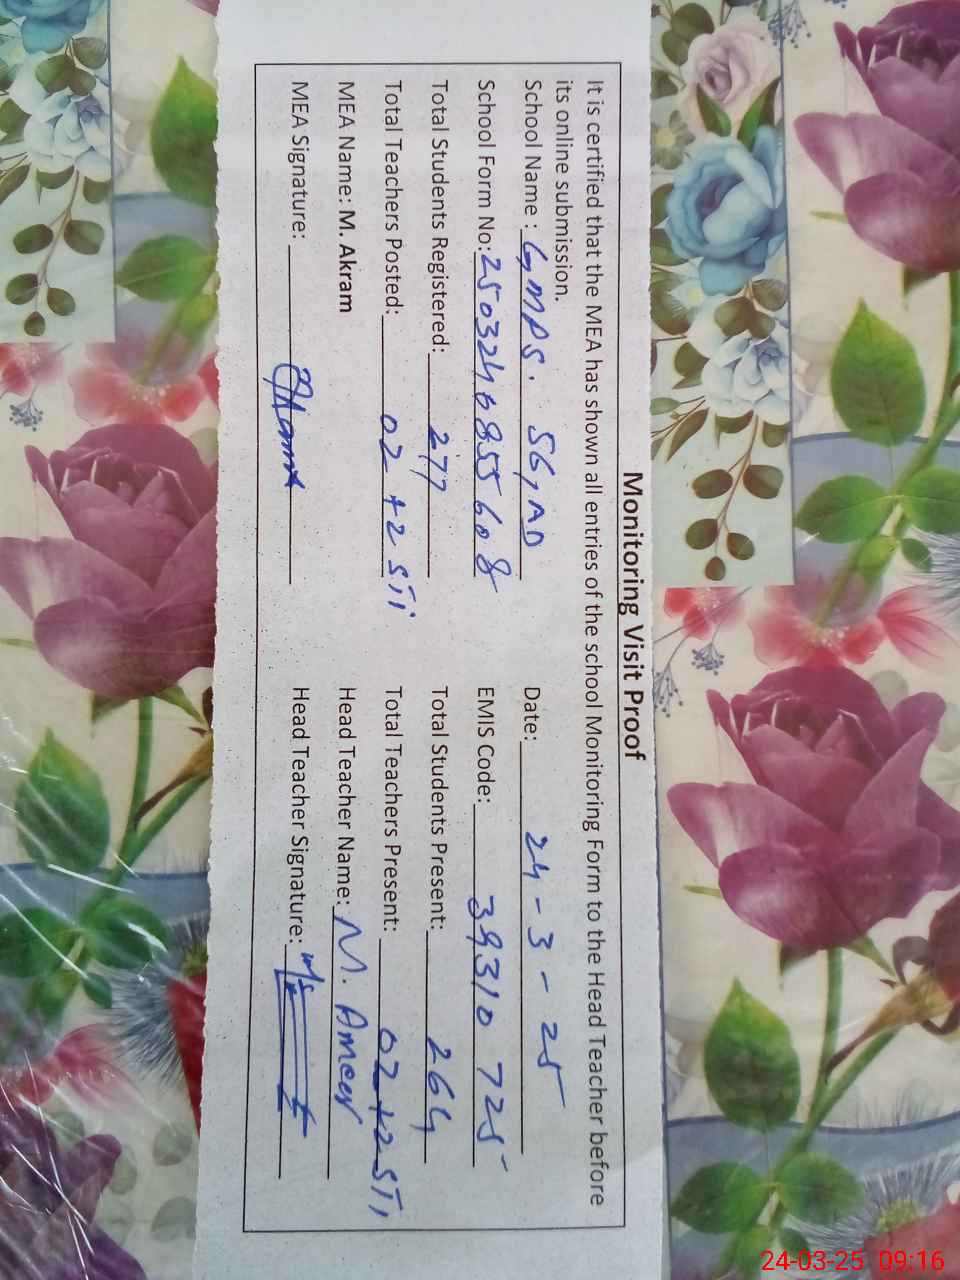 Monitoring Visit Proof
It is certified that the MEA has shown all entries of the school Monitoring Form to the Head Teacher before
its online submission.
School Name : GMPS. 56/AD Date: 24-3-25
School Form No: 2503246855608 EMIS Code: 39310725
Total Students Registered: 277 Total Students Present: 264
Total Teachers Posted: 02 +2 STI Total Teachers Present: 02+2 STI
MEA Name: M. Akram Head Teacher Name: M. Ameer
MEA Signature: Head Teacher Signature:
24-03-25 09:16